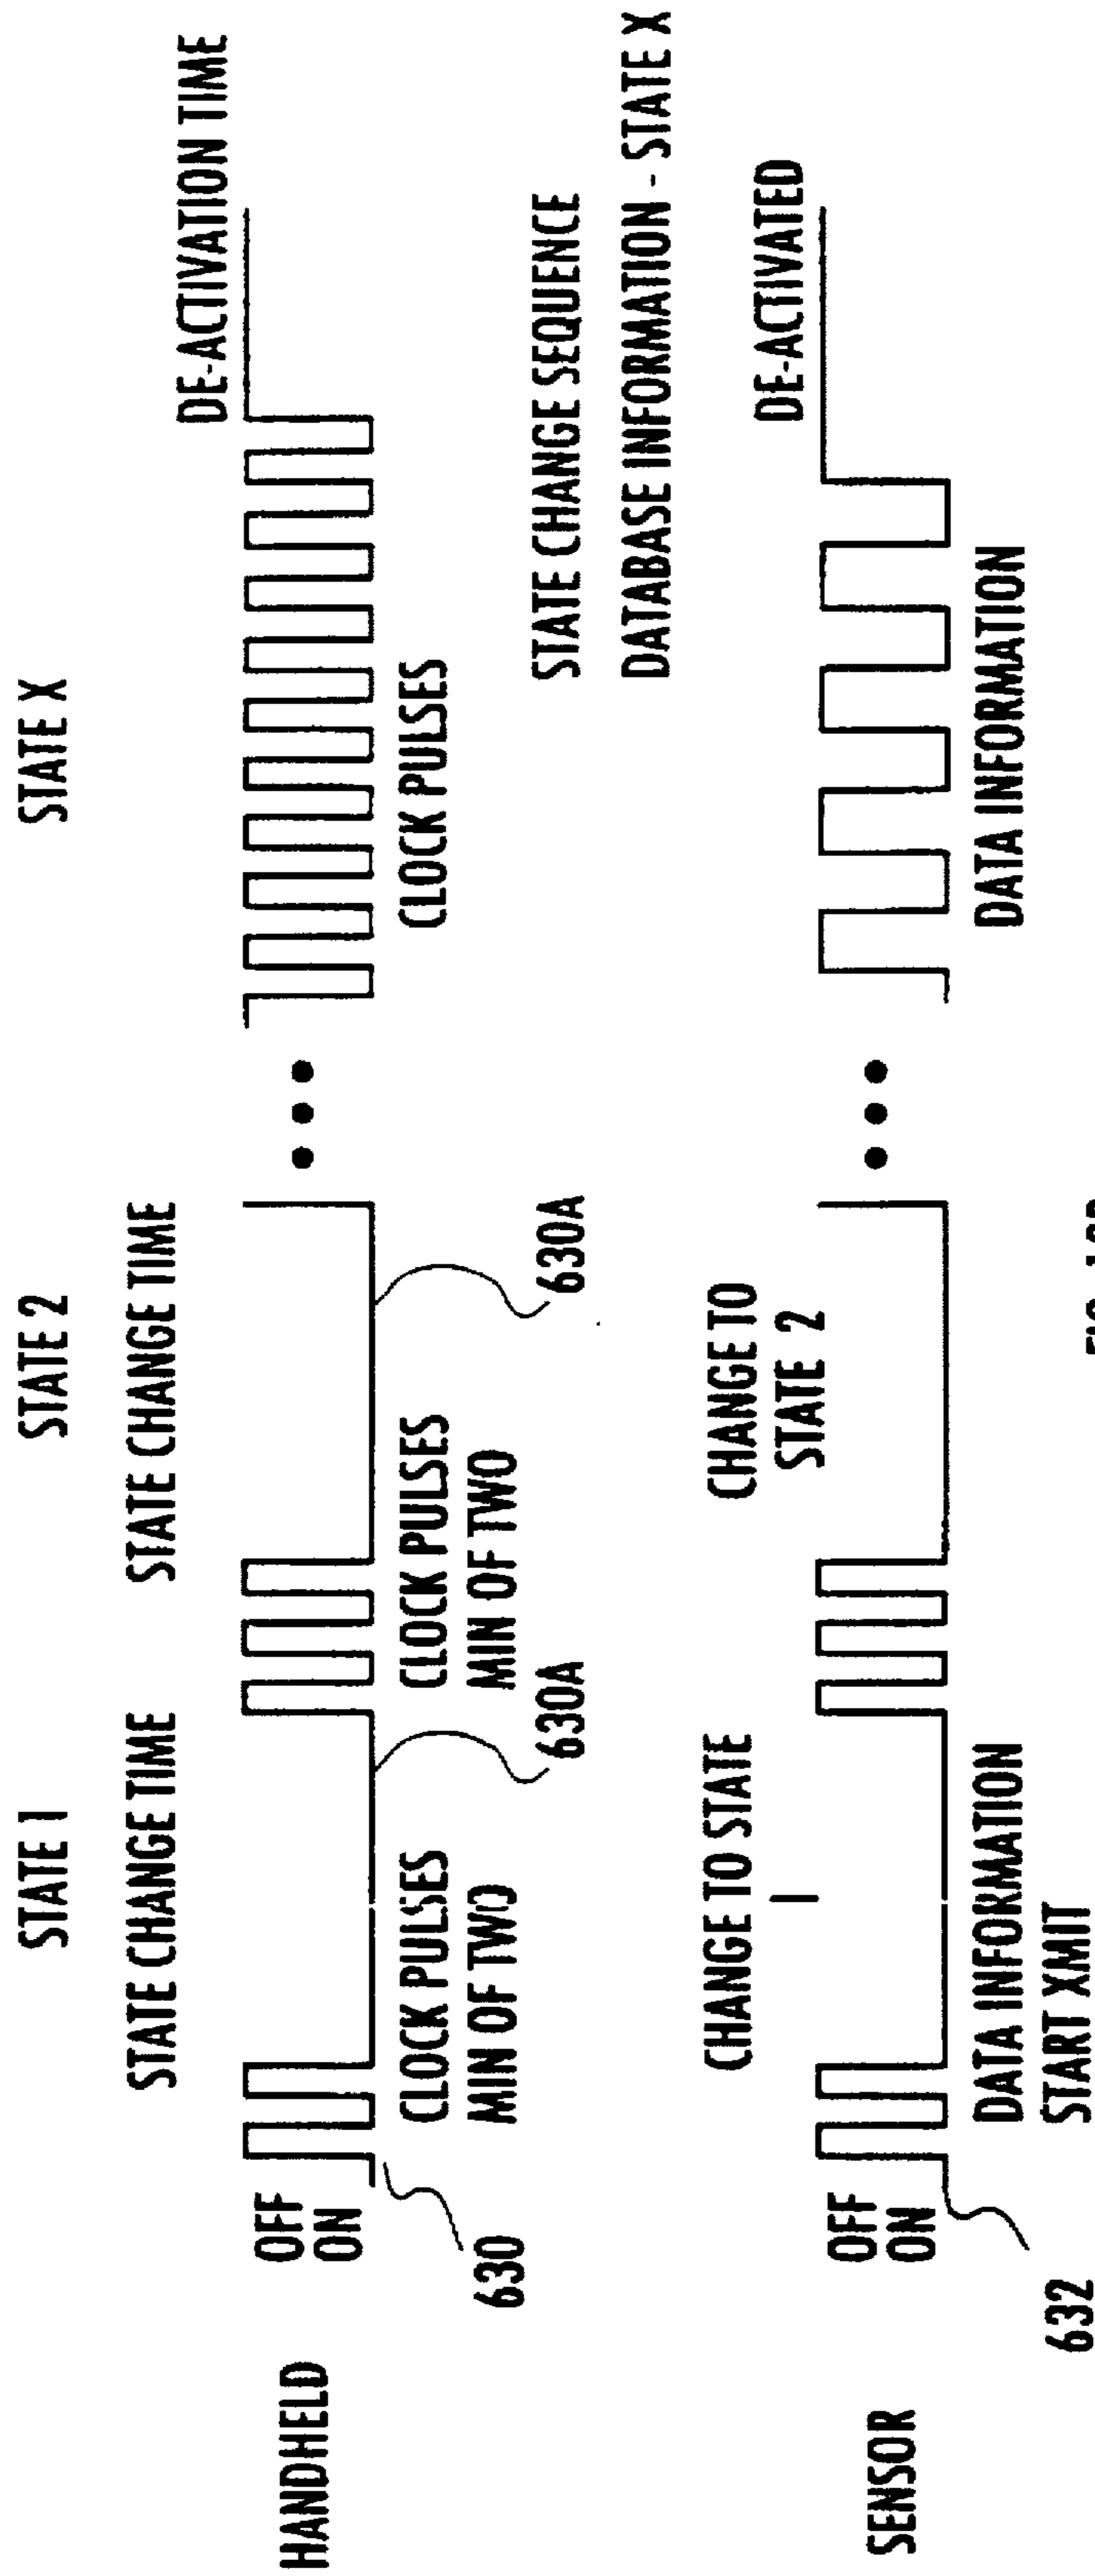 STATE 1
STATE 2
STATE X
STATE CHANGE TIME
STATE CHANGE TIME
DE-ACTIVATION TIME
HANDHELD
OFF
ON
630
CLOCK PULSES
MIN OF TWO
630A
CLOCK PULSES
MIN OF TWO
630A
CLOCK PULSES
STATE CHANGE SEQUENCE
DATABASE INFORMATION - STATE X
CHANGE TO STATE
1
CHANGE TO
STATE 2
DE-ACTIVATED
SENSOR
OFF
ON
632
DATA INFORMATION
START XMIT
DATA INFORMATION